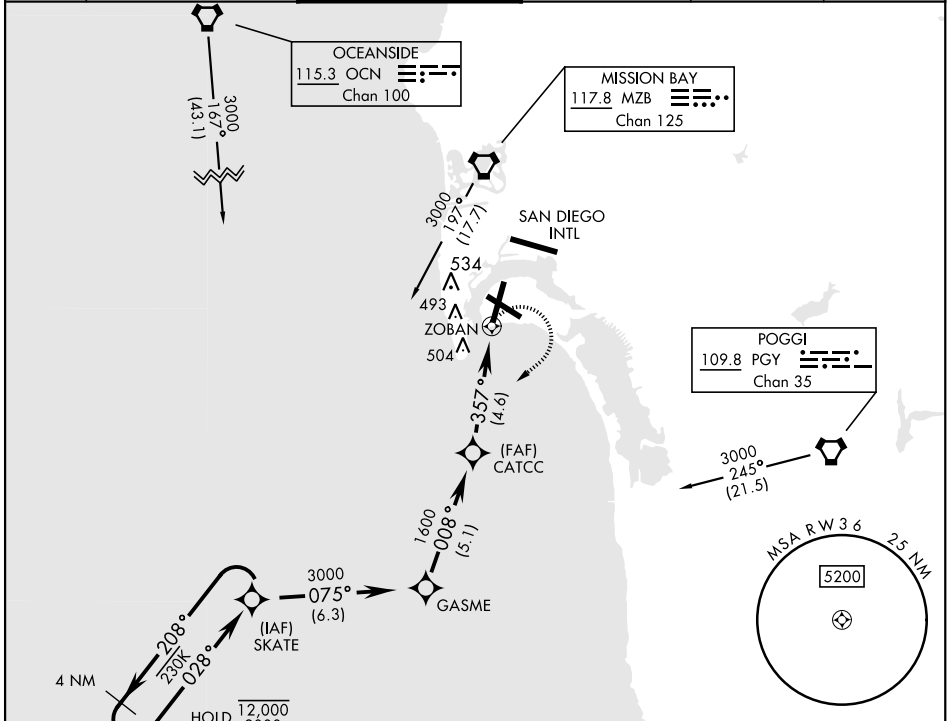 OCEANSIDE
115.3 OCN
Chan 100
3000
167°
(43.1)
MISSION BAY
117.8 MZB
Chan 125
3000
197°
(17.7)
SAN DIEGO
INTL
534
493
ZOBAN
504
POGGI
109.8 PGY
Chan 35
357°
(4.6)
(FAF)
CATCC
3000
245°
(21.5)
1600
008°
(5.1)
MSA RW36 25 NM
5200
3000
075°
(6.3)
GASME
(IAF)
SKATE
208°
230K
028°
4 NM
HOLD 12,000